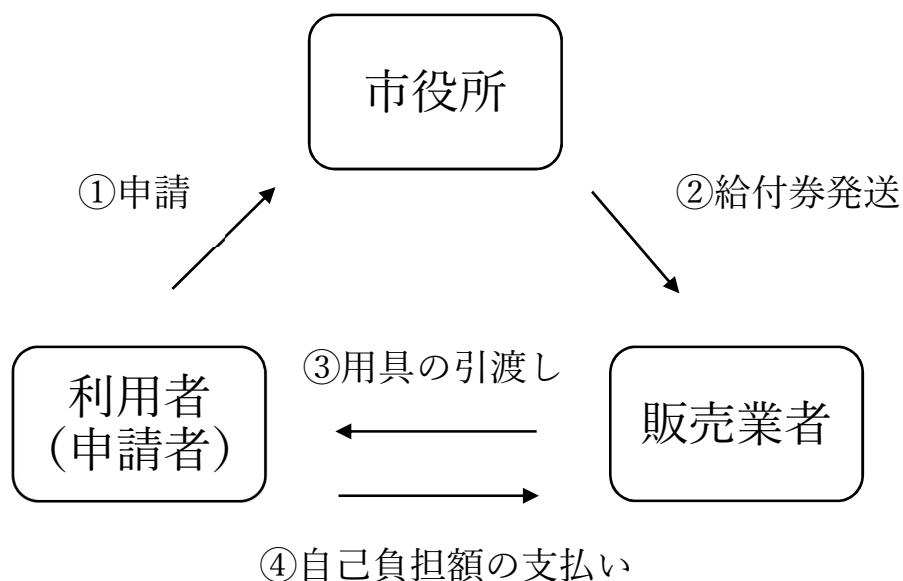 市役所
①申請
②給付券発送
③用具の引渡し
利用者
(申請者)
販売業者
④自己負担額の支払い